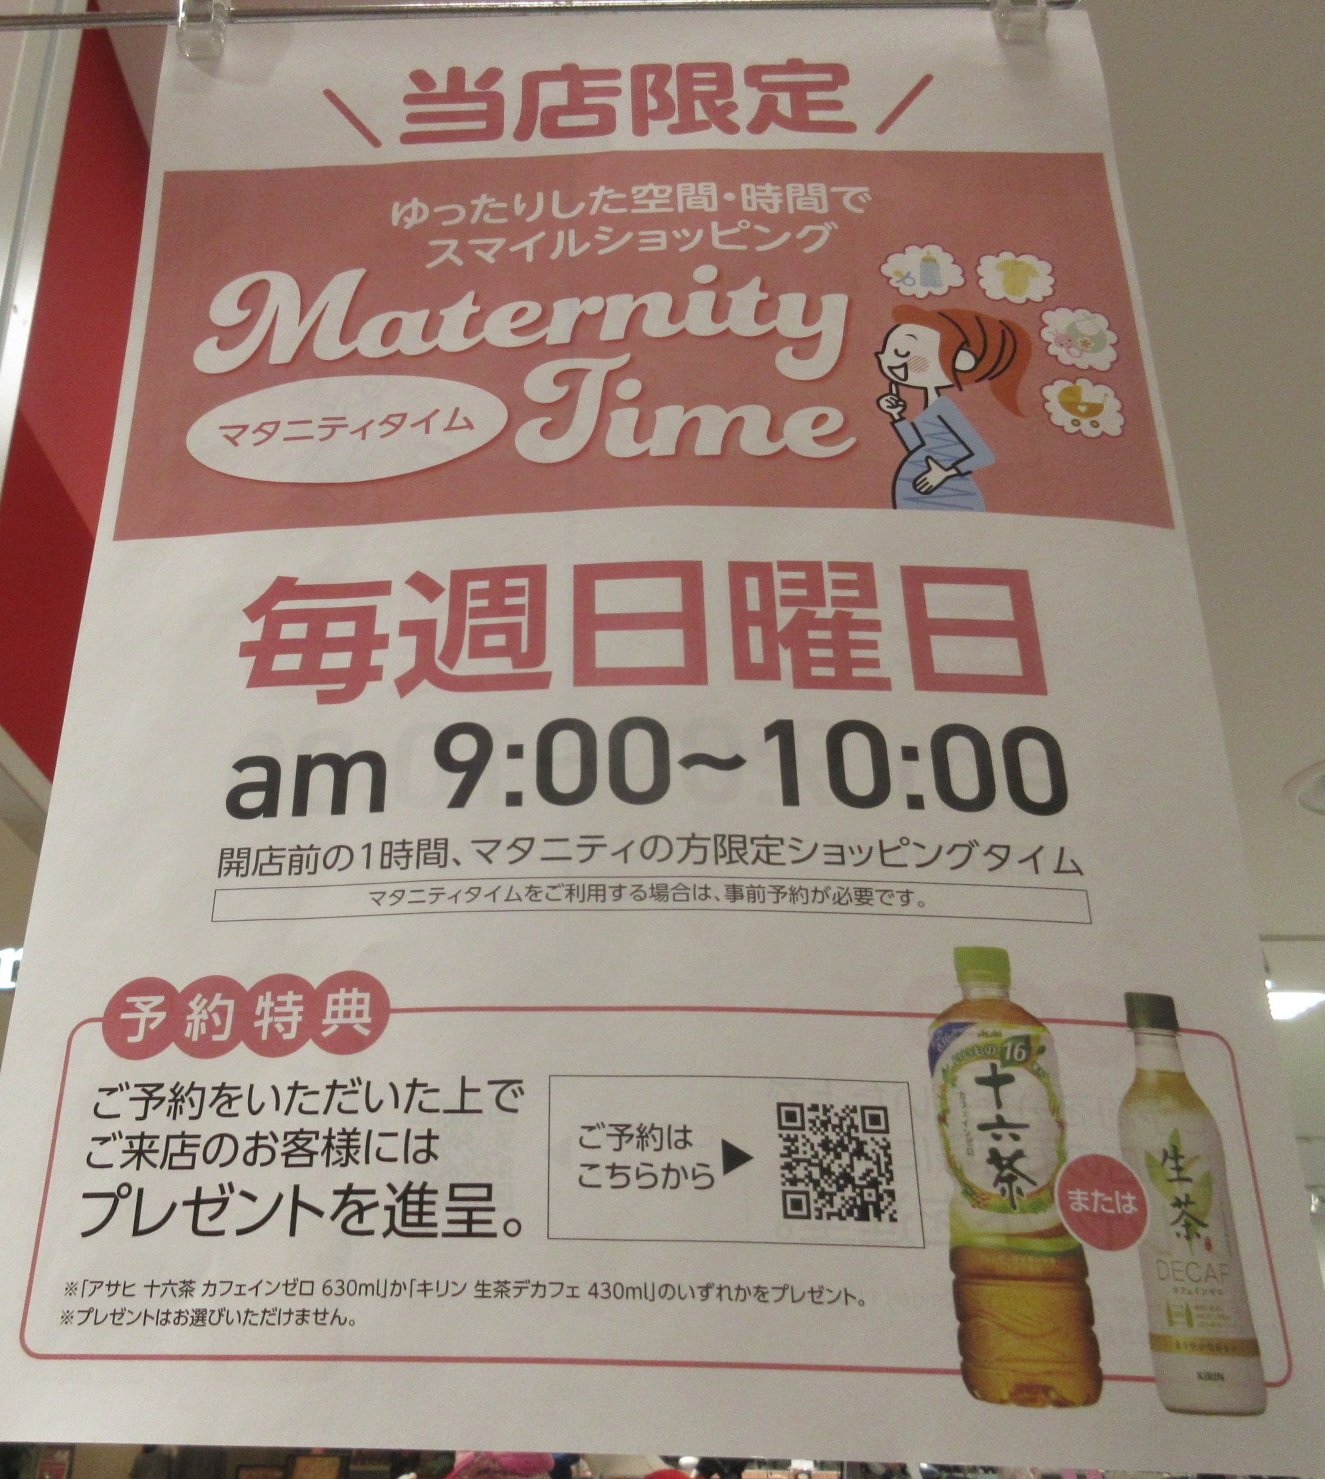 当店限定
ゆったりした空間・時間で
スマイルショッピング
Maternity
マタニティタイム
Time
毎週日曜日
am 9:00~10:00
開店前の1時間、マタニティの方限定ショッピングタイム
マタニティタイムをご利用する場合は、事前予約が必要です。
予約特典
ご予約をいただいた上で
ご来店のお客様には
プレゼントを進呈。
ご予約は
こちらから▶
※「アサヒ 十六茶 カフェインゼロ 630ml」か「キリン 生茶デカフェ 430ml」のいずれかをプレゼント。
※プレゼントはお選びいただけません。
Asahi
16
十六茶
または
生茶
DECAF
カフェインゼロ
KIRIN